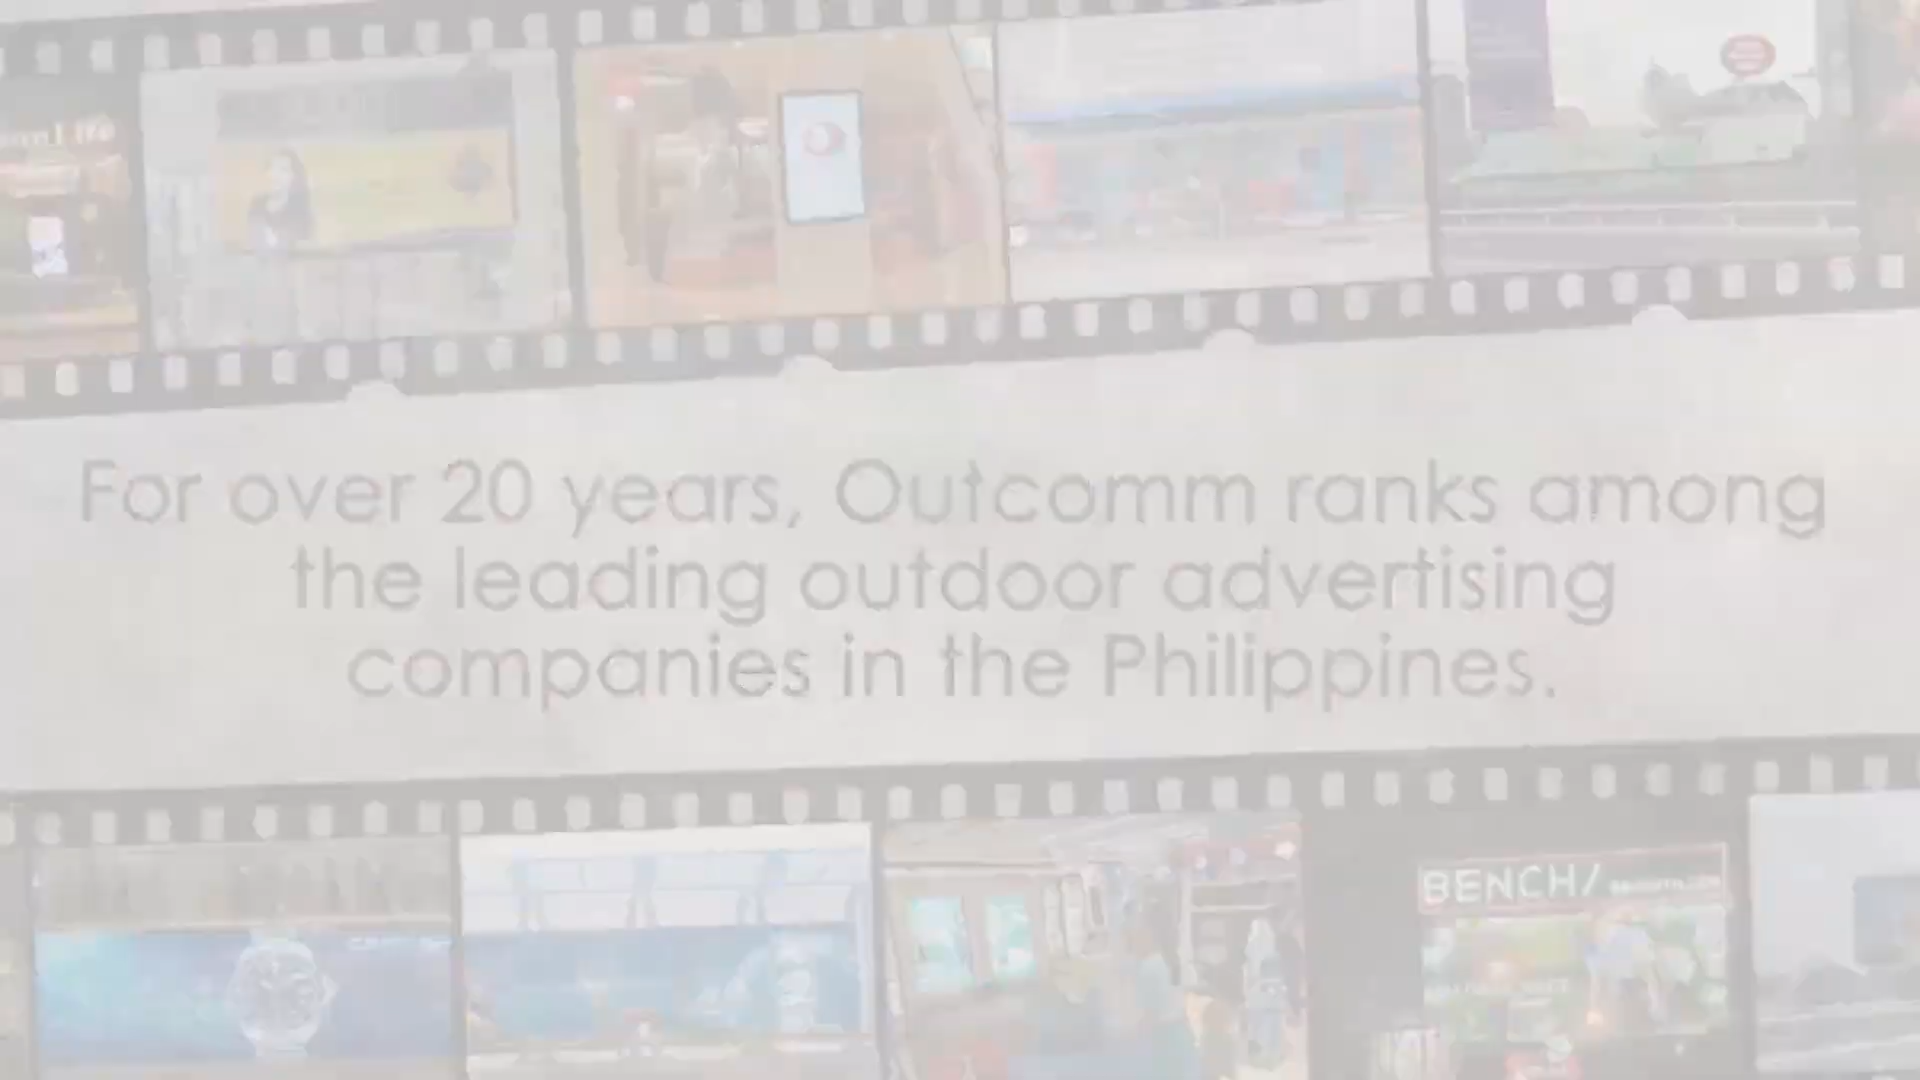 For over 20 years, Outcomm ranks among
the leading outdoor advertising
companies in the Philippines.
BENCH/